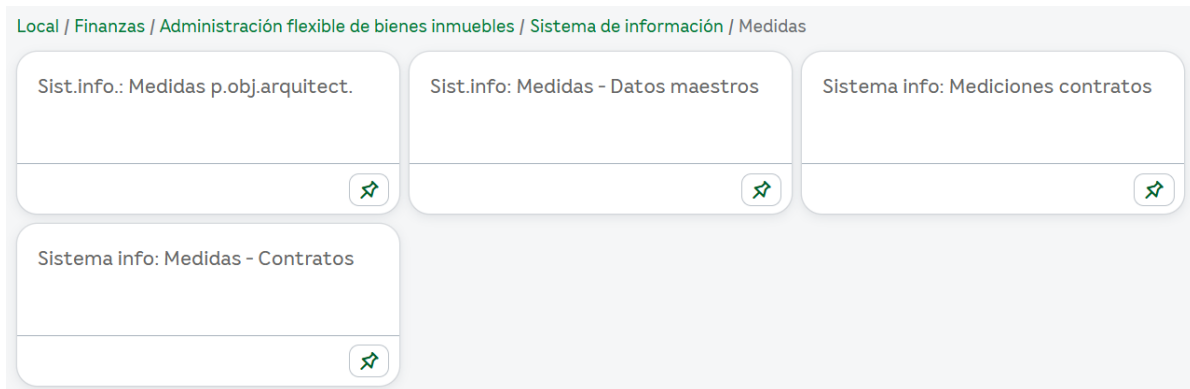 Local / Finanzas / Administración flexible de bienes inmuebles / Sistema de información / Medidas
Sist.info.: Medidas p.obj.arquitect.
Sist.info: Medidas - Datos maestros
Sistema info: Mediciones contratos
Sistema info: Medidas - Contratos